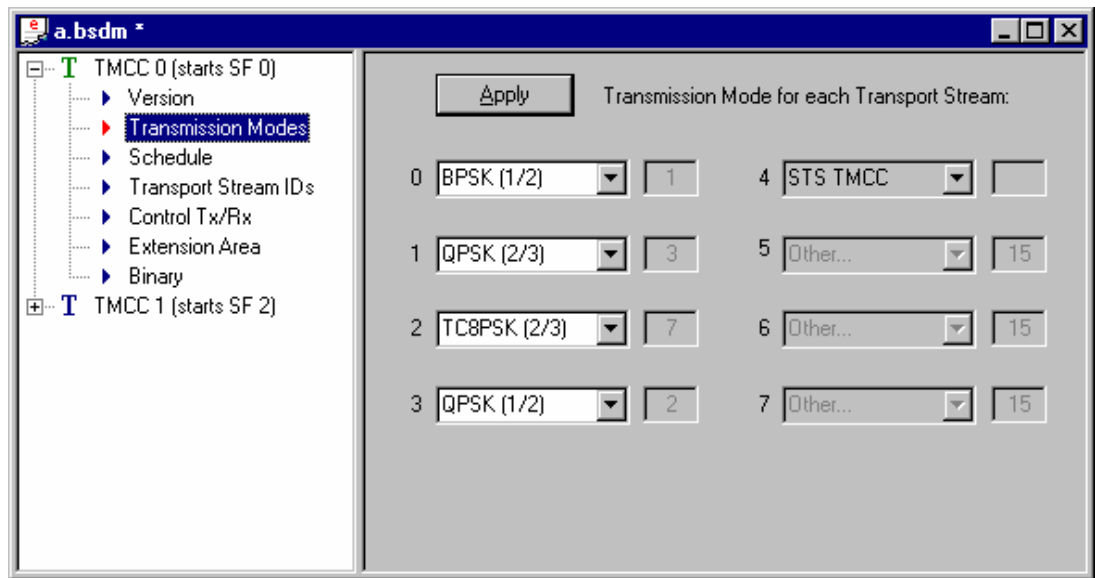 a.bsdm *
TMCC 0 (starts SF 0)
Version
Transmission Modes
Schedule
Transport Stream IDs
Control Tx/Rx
Extension Area
Binary
TMCC 1 (starts SF 2)
Apply Transmission Mode for each Transport Stream:
0 BPSK (1/2) 1 4 STS TMCC
1 QPSK (2/3) 3 5 Other... 15
2 TC8PSK (2/3) 7 6 Other... 15
3 QPSK (1/2) 2 7 Other... 15